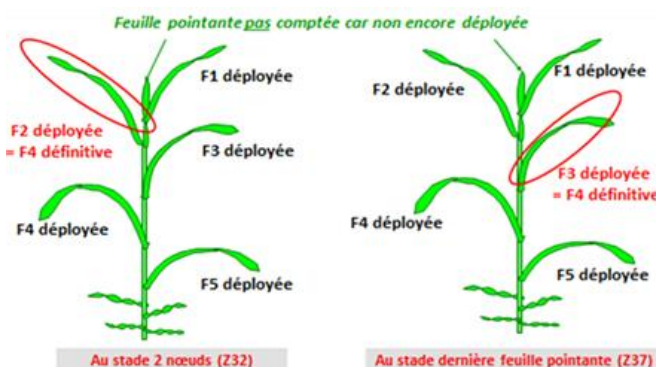 Feuille pointante pas comptée car non encore déployée
F1 déployée
F2 déployée
= F4 définitive
F3 déployée
F4 déployée
F5 déployée
Au stade 2 nœuds (Z32)
F1 déployée
F2 déployée
F3 déployée
= F4 définitive
F4 déployée
F5 déployée
Au stade dernière feuille pointante (Z37)